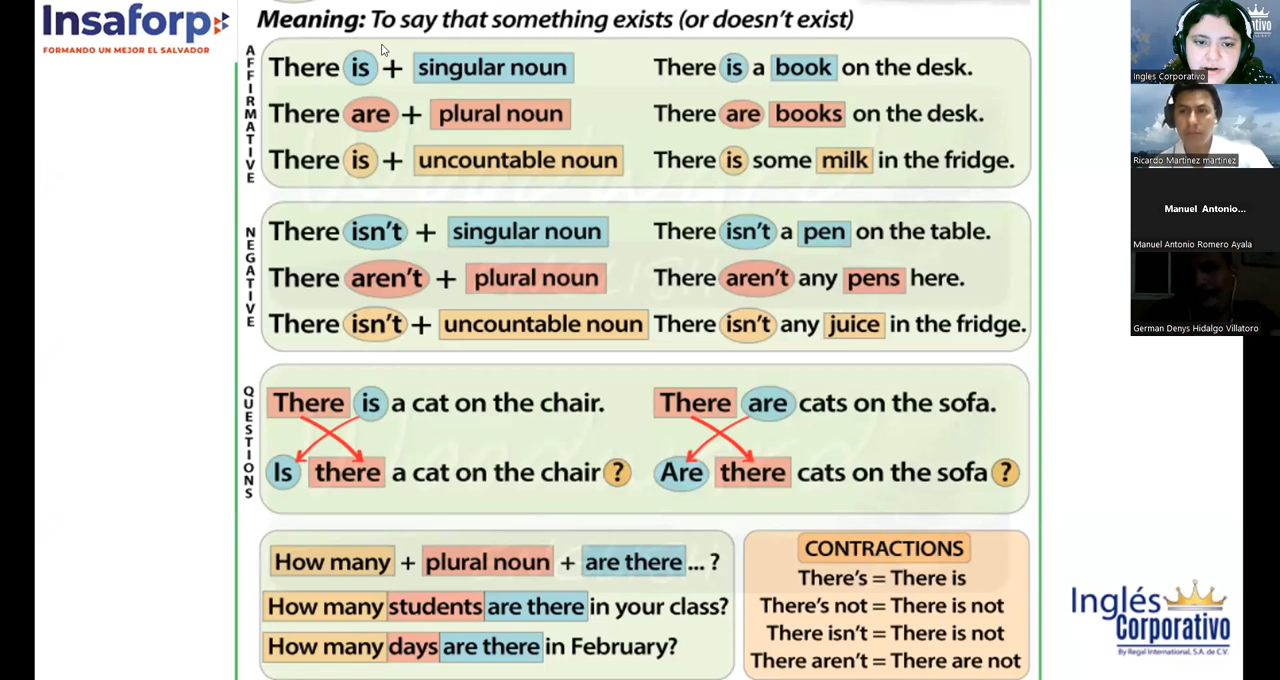 Insaforp
FORMANDO UN MEJOR EL SALVADOR
Meaning: To say that something exists (or doesn't exist)
AFFIRMATIVE
There is + singular noun There is a book on the desk.
There are + plural noun There are books on the desk.
There is + uncountable noun There is some milk in the fridge.
NEGATIVE
There isn't + singular noun There isn't a pen on the table.
There aren't + plural noun There aren't any pens here.
There isn't + uncountable noun There isn't any juice in the fridge.
QUESTIONS
There is a cat on the chair. There are cats on the sofa.
Is there a cat on the chair ? Are there cats on the sofa ?
How many + plural noun + are there ... ?
How many students are there in your class?
How many days are there in February?
CONTRACTIONS
There's = There is
There's not = There is not
There isn't = There is not
There aren't = There are not
Inglés
Corporativo
By Regal International, S.A. de C.V.
Ingles Corporativo
Ricardo Martinez martinez
Manuel Antonio...
Manuel Antonio Romero Ayala
German Denys Hidalgo Villatoro